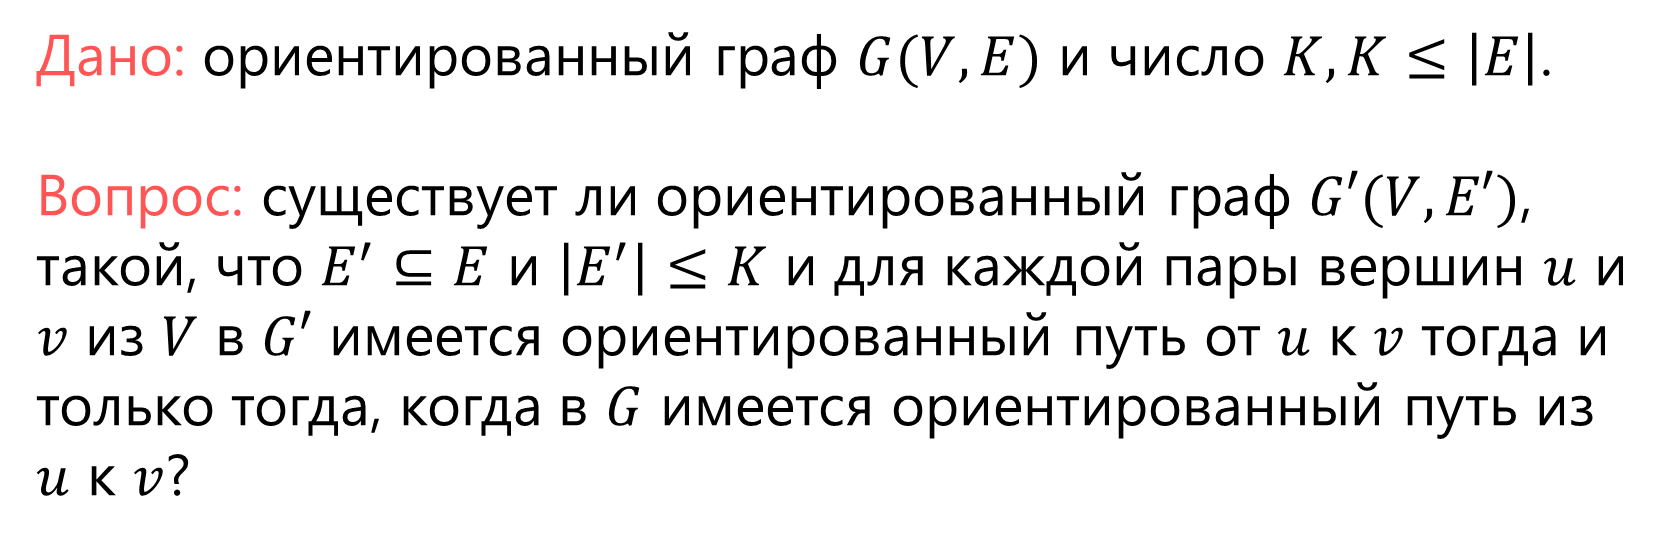 Дано: ориентированный граф G(V, E) и число K, K ≤ |E|.
Вопрос: существует ли ориентированный граф G′(V, E′),
такой, что E′ ⊆ E и |E′| ≤ K и для каждой пары вершин u и
v из V в G′ имеется ориентированный путь от u к v тогда и
только тогда, когда в G имеется ориентированный путь из
u к v?